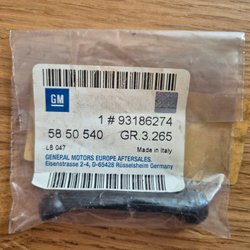 GM
1 # 93186274
58 50 540 GR.3.265
LB 047 Made in Italy
GENERAL MOTORS EUROPE AFTERSALES.
Eisenstrasse 2-4, D-65428 Rüsselsheim Germany